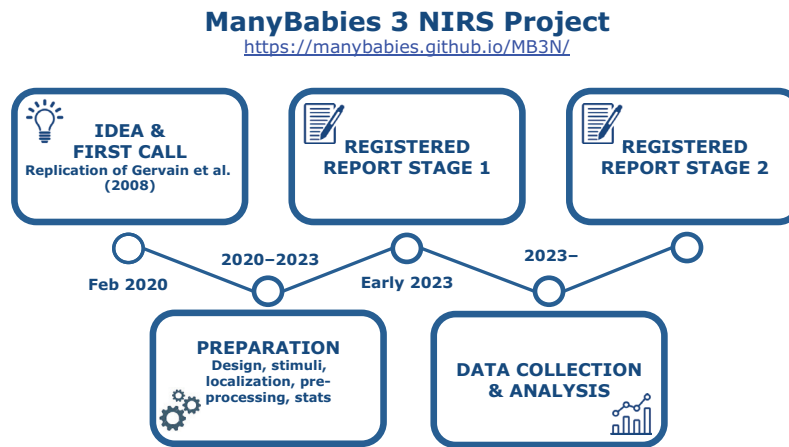 ManyBabies 3 NIRS Project
https://manybabies.github.io/MB3N/
IDEA &
FIRST CALL
Replication of Gervain et al.
(2008)
REGISTERED
REPORT STAGE 1
REGISTERED
REPORT STAGE 2
Feb 2020
2020–2023
Early 2023
2023–
PREPARATION
Design, stimuli,
localization, pre-
processing, stats
DATA COLLECTION
& ANALYSIS